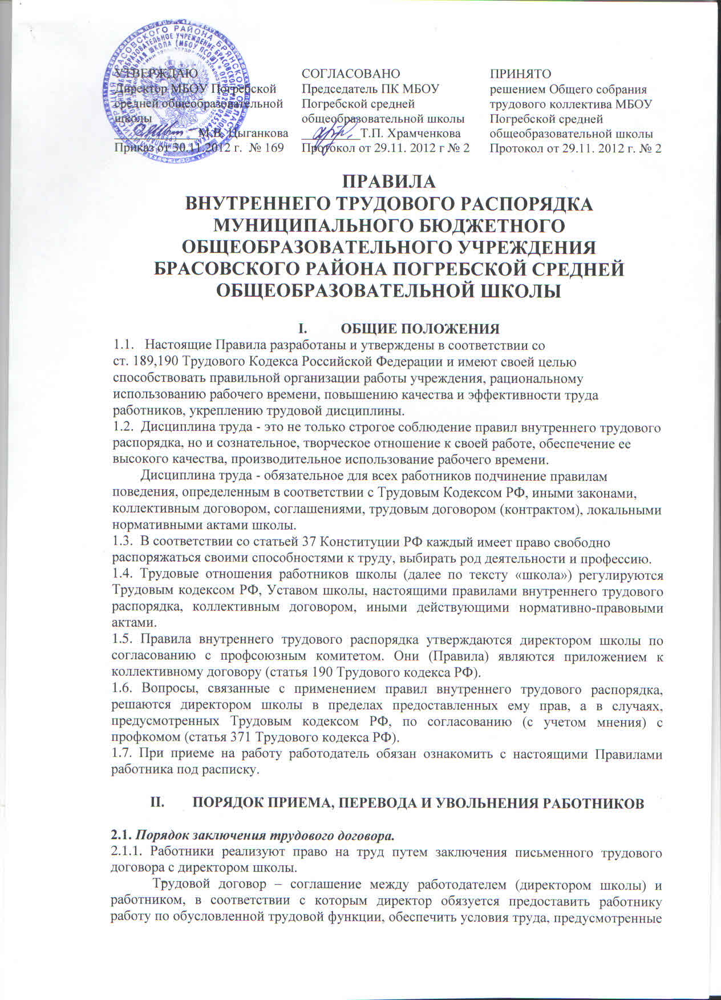 УТВЕРЖДАЮ
Директор МБОУ Погребской
средней общеобразовательной
школы
М.В. Цыганкова
Приказ от 30.11.2012 г. № 169
СОГЛАСОВАНО
Председатель ПК МБОУ
Погребской средней
общеобразовательной школы
Т.П. Храмченкова
Протокол от 29.11. 2012 г № 2
ПРИНЯТО
решением Общего собрания
трудового коллектива МБОУ
Погребской средней
общеобразовательной школы
Протокол от 29.11. 2012 г. № 2
ПРАВИЛА
ВНУТРЕННЕГО ТРУДОВОГО РАСПОРЯДКА
МУНИЦИПАЛЬНОГО БЮДЖЕТНОГО
ОБЩЕОБРАЗОВАТЕЛЬНОГО УЧРЕЖДЕНИЯ
БРАСОВСКОГО РАЙОНА ПОГРЕБСКОЙ СРЕДНЕЙ
ОБЩЕОБРАЗОВАТЕЛЬНОЙ ШКОЛЫ
I. ОБЩИЕ ПОЛОЖЕНИЯ
1.1. Настоящие Правила разработаны и утверждены в соответствии со
ст. 189,190 Трудового Кодекса Российской Федерации и имеют своей целью
способствовать правильной организации работы учреждения, рациональному
использованию рабочего времени, повышению качества и эффективности труда
работников, укреплению трудовой дисциплины.
1.2. Дисциплина труда - это не только строгое соблюдение правил внутреннего трудового
распорядка, но и сознательное, творческое отношение к своей работе, обеспечение ее
высокого качества, производительное использование рабочего времени.
Дисциплина труда - обязательное для всех работников подчинение правилам
поведения, определенным в соответствии с Трудовым Кодексом РФ, иными законами,
коллективным договором, соглашениями, трудовым договором (контрактом), локальными
нормативными актами школы.
1.3. В соответствии со статьей 37 Конституции РФ каждый имеет право свободно
распоряжаться своими способностями к труду, выбирать род деятельности и профессию.
1.4. Трудовые отношения работников школы (далее по тексту «школа») регулируются
Трудовым кодексом РФ, Уставом школы, настоящими правилами внутреннего трудового
распорядка, коллективным договором, иными действующими нормативно-правовыми
актами.
1.5. Правила внутреннего трудового распорядка утверждаются директором школы по
согласованию с профсоюзным комитетом. Они (Правила) являются приложением к
коллективному договору (статья 190 Трудового кодекса РФ).
1.6. Вопросы, связанные с применением правил внутреннего трудового распорядка,
решаются директором школы в пределах предоставленных ему прав, а в случаях,
предусмотренных Трудовым кодексом РФ, по согласованию (с учетом мнения) с
профкомом (статья 371 Трудового кодекса РФ).
1.7. При приеме на работу работодатель обязан ознакомить с настоящими Правилами
работника под расписку.
II. ПОРЯДОК ПРИЕМА, ПЕРЕВОДА И УВОЛЬНЕНИЯ РАБОТНИКОВ
2.1. Порядок заключения трудового договора.
2.1.1. Работники реализуют право на труд путем заключения письменного трудового
договора с директором школы.
Трудовой договор – соглашение между работодателем (директором школы) и
работником, в соответствии с которым директор обязуется предоставить работнику
работу по обусловленной трудовой функции, обеспечить условия труда, предусмотренные